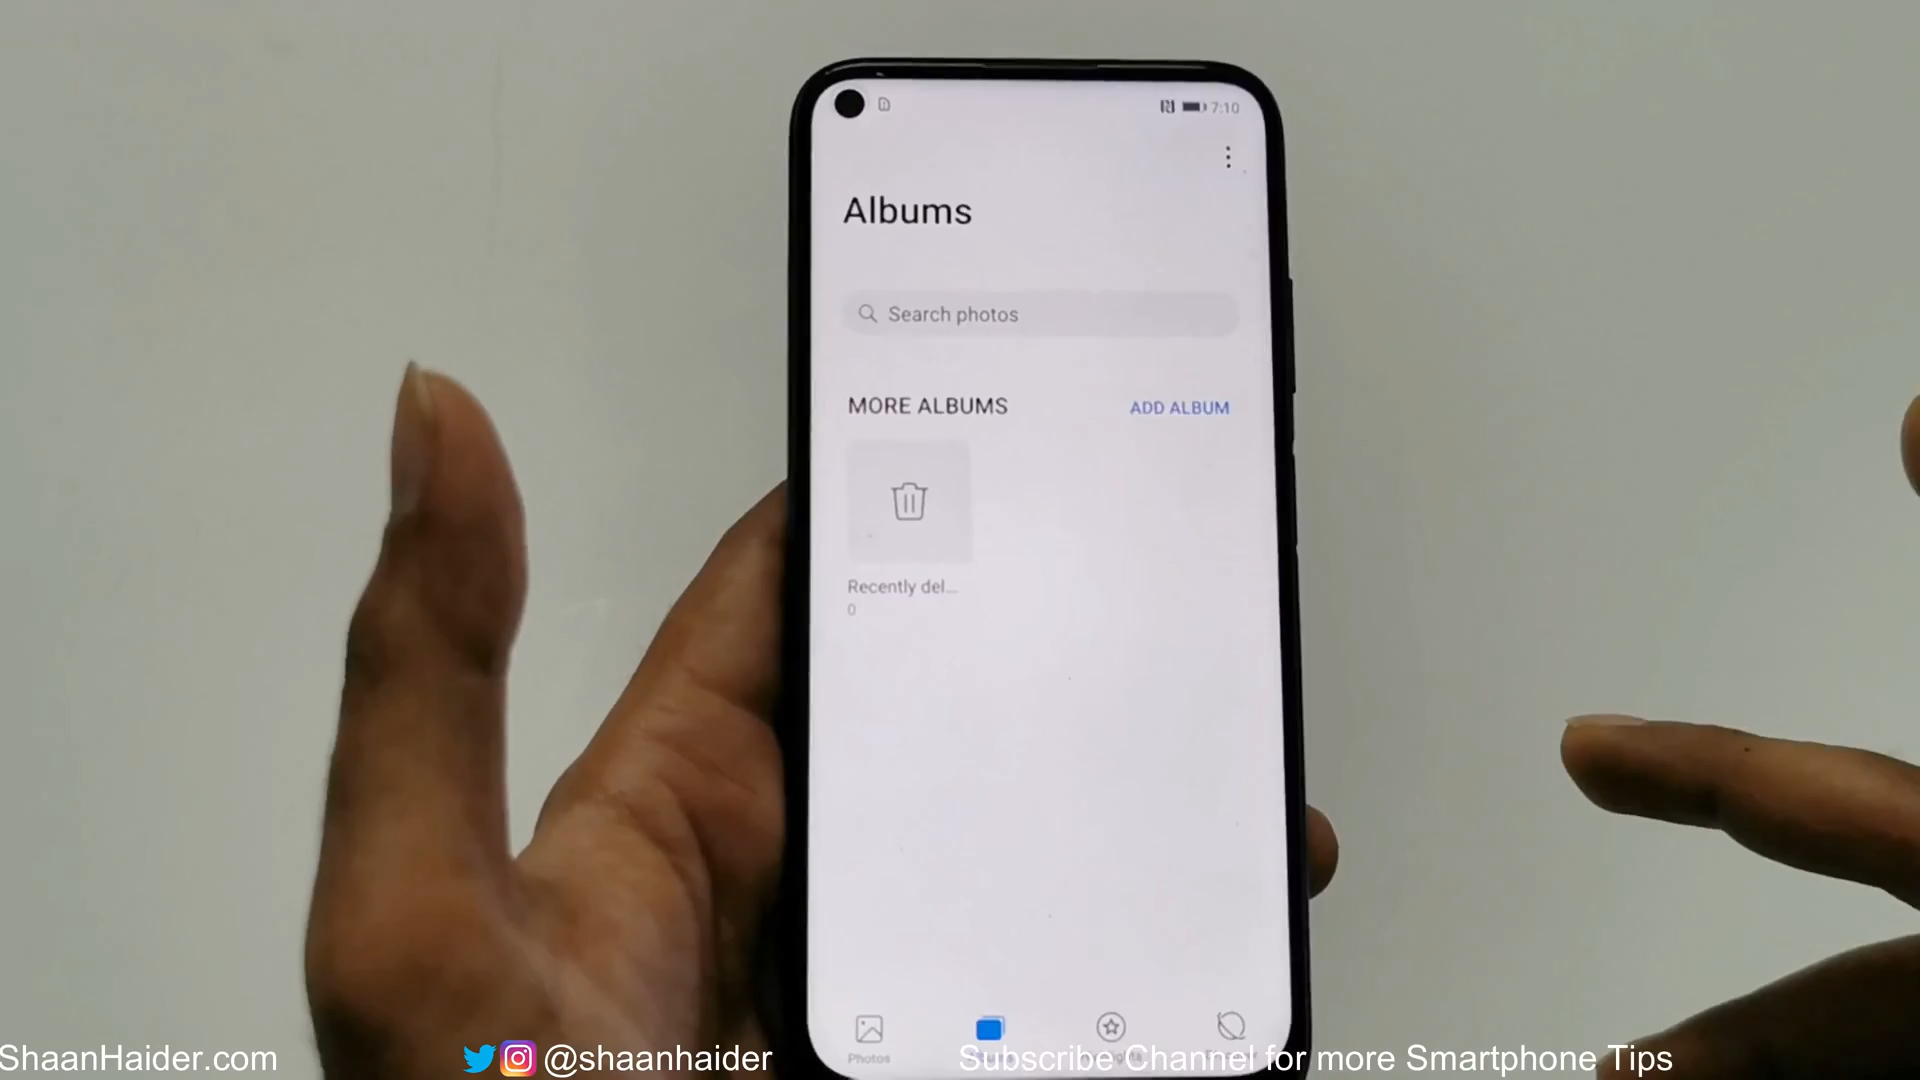 7:10
Albums
Search photos
MORE ALBUMS
ADD ALBUM
Recently del...
0
Photos
ShaanHaider.com
@shaanhaider
Subscribe Channel for more Smartphone Tips